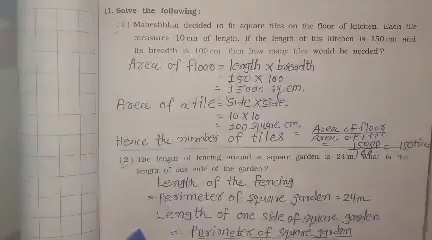 11. Solve the following:
(1) Maheshbhai decided to fit square tiles on the floor of kitchen. Each tile
measures 10 cm of length. If the length of his kitchen is 150 cm and
its breadth is 100 cm then how many tiles would be needed?
Area of floor = length × breadth
= 150 × 100
= 15000 sq. cm.
Area of a tile = Side × Side
= 10 × 10
= 100 square cm.
Hence the number of tiles = Area of floor
Area of
= 15000 = 150
100
(2) The length of fencing around a square garden is 24 m. What is the
length of one side of the garden?
Length of the fencing
= Perimeter of square garden = 24m
Length of one side of square garden
= Perimeter of square garden